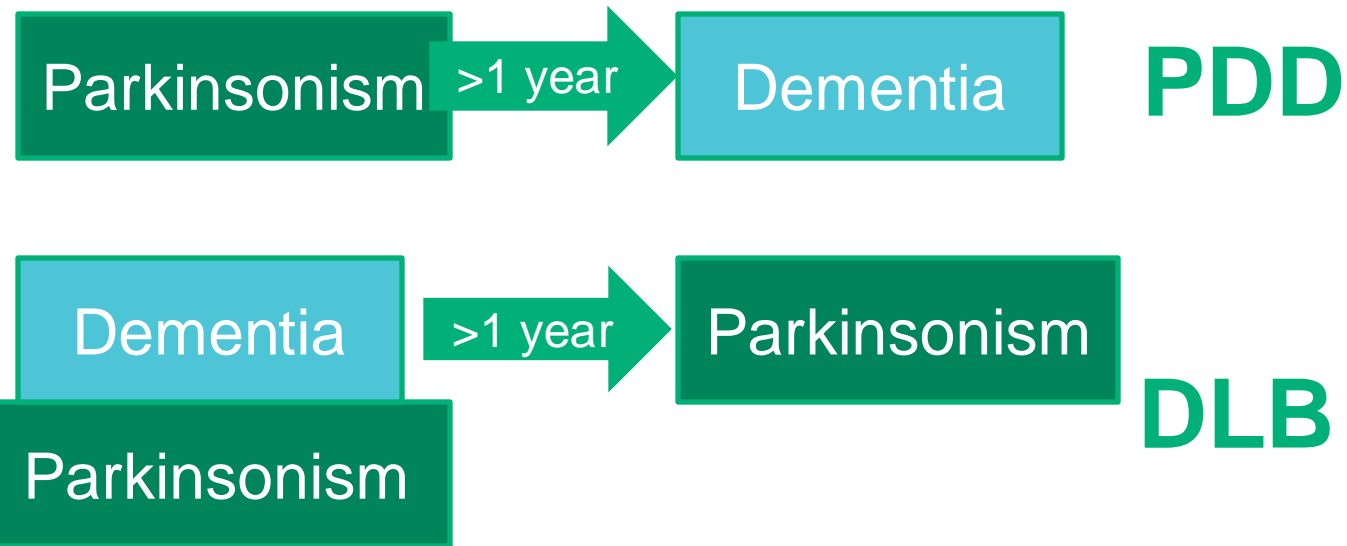 Parkinsonism >1 year Dementia PDD
Dementia >1 year Parkinsonism
DLB
Parkinsonism